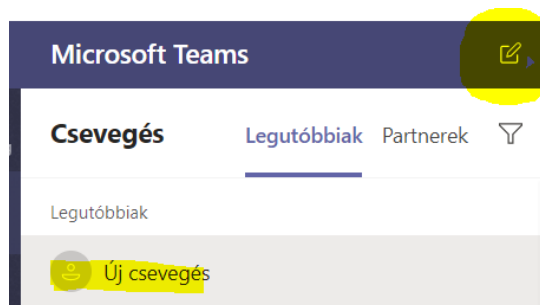 Microsoft Teams
Csevegés Legutóbbiak Partnerek
Legutóbbiak
Új csevegés